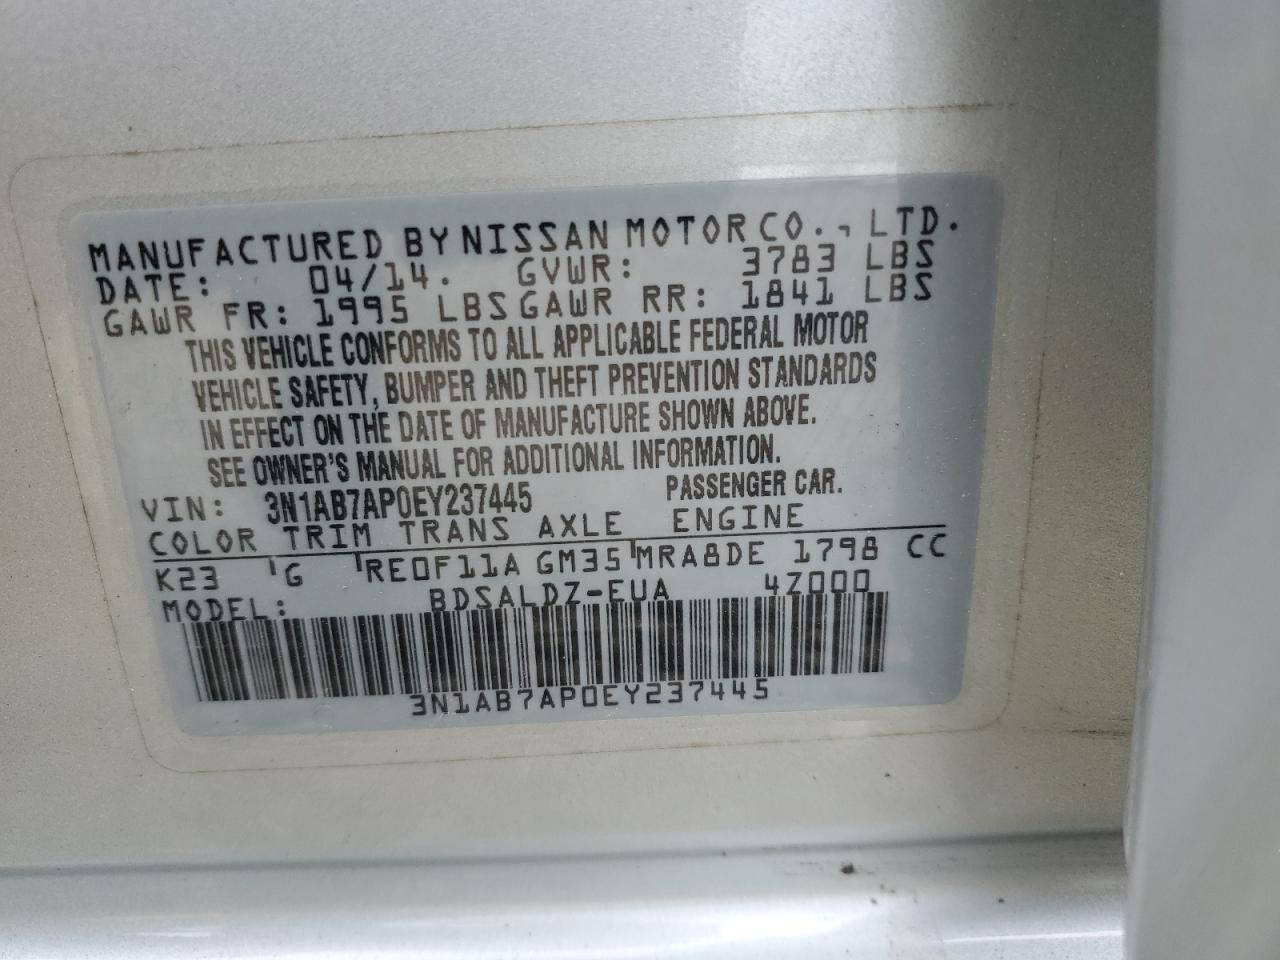 MANUFACTURED BY NISSAN MOTOR CO., LTD.
DATE: 04/14. GVWR: 3783 LBS
GAWR FR: 1995 LBS GAWR RR: 1841 LBS
THIS VEHICLE CONFORMS TO ALL APPLICABLE FEDERAL MOTOR
VEHICLE SAFETY, BUMPER AND THEFT PREVENTION STANDARDS
IN EFFECT ON THE DATE OF MANUFACTURE SHOWN ABOVE.
SEE OWNER'S MANUAL FOR ADDITIONAL INFORMATION.
VIN: 3N1AB7AP0EY237445 PASSENGER CAR.
COLOR TRIM TRANS AXLE ENGINE
K23 G RE0F11A GM35 MRA8DE 1798 CC
MODEL: BDSALDZ-EUA 4Z000
3N1AB7AP0EY237445